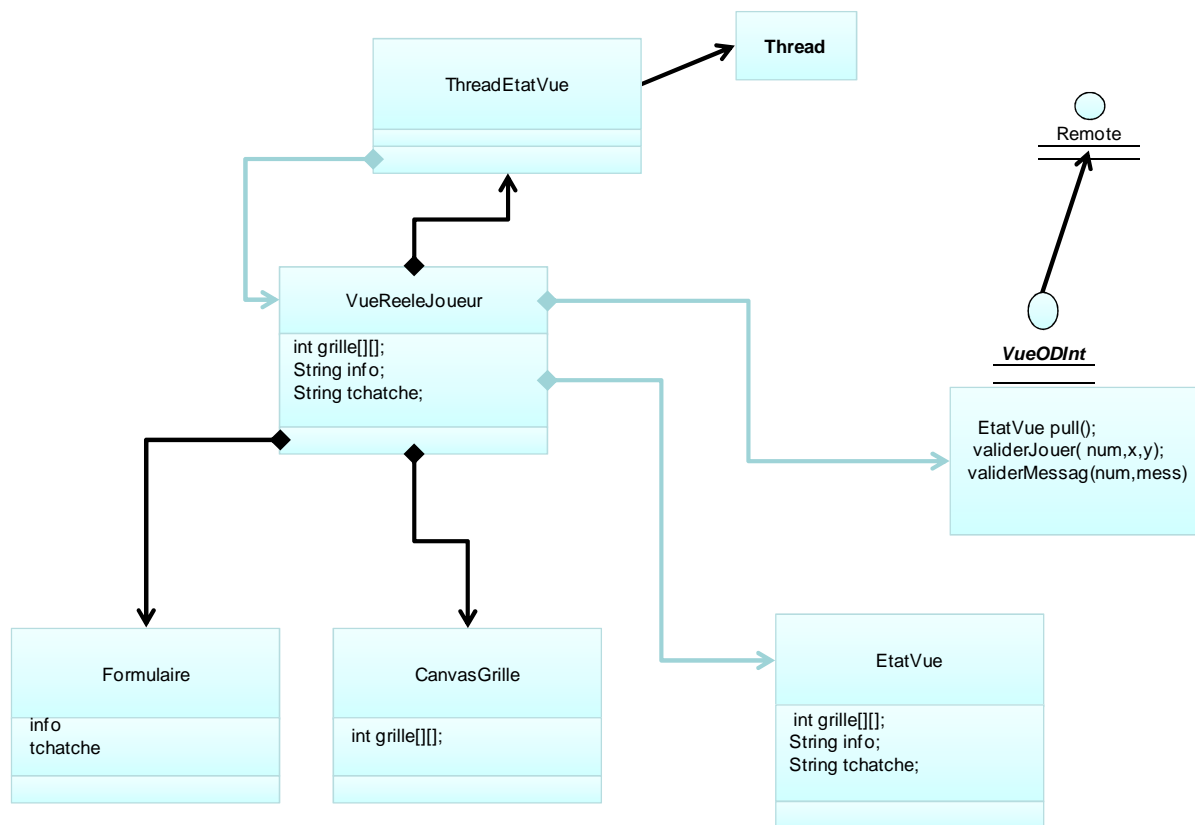 Thread
ThreadEtatVue
Remote
VueReeleJoueur
int grille[][];
String info;
String tchatche;
VueODInt
EtatVue pull();
validerJouer( num,x,y);
validerMessag(num,mess)
Formulaire
info
tchatche
CanvasGrille
int grille[][];
EtatVue
int grille[][];
String info;
String tchatche;